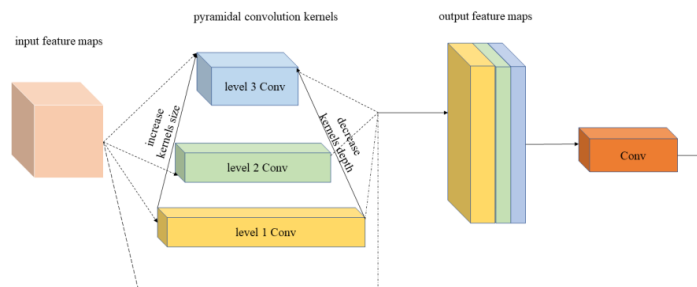 pyramidal convolution kernels
output feature maps
input feature maps
level 3 Conv
increase
kernels size
decrease
kernels depth
level 2 Conv
Conv
level 1 Conv